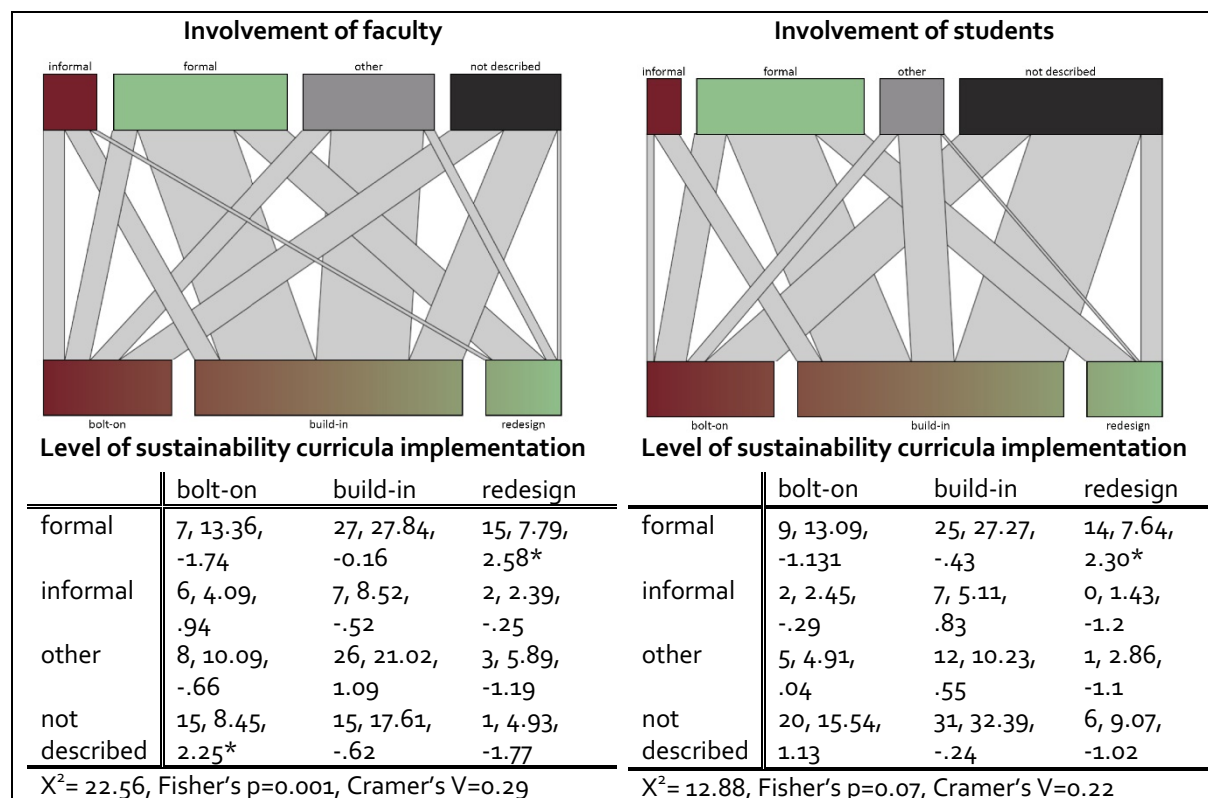 Involvement of faculty
informal formal other not described
bolt-on build-in redesign
Level of sustainability curricula implementation
bolt-on build-in redesign
formal 7, 13.36, 27, 27.84, 15, 7.79,
-1.74 -0.16 2.58*
informal 6, 4.09, 7, 8.52, 2, 2.39,
.94 -.52 -.25
other 8, 10.09, 26, 21.02, 3, 5.89,
-.66 1.09 -1.19
not 15, 8.45, 15, 17.61, 1, 4.93,
described 2.25* -.62 -1.77
X²= 22.56, Fisher's p=0.001, Cramer's V=0.29
Involvement of students
informal formal other not described
bolt-on build-in redesign
Level of sustainability curricula implementation
bolt-on build-in redesign
formal 9, 13.09, 25, 27.27, 14, 7.64,
-1.131 -.43 2.30*
informal 2, 2.45, 7, 5.11, 0, 1.43,
-.29 .83 -1.2
other 5, 4.91, 12, 10.23, 1, 2.86,
.04 .55 -1.1
not 20, 15.54, 31, 32.39, 6, 9.07,
described 1.13 -.24 -1.02
X²= 12.88, Fisher's p=0.07, Cramer's V=0.22